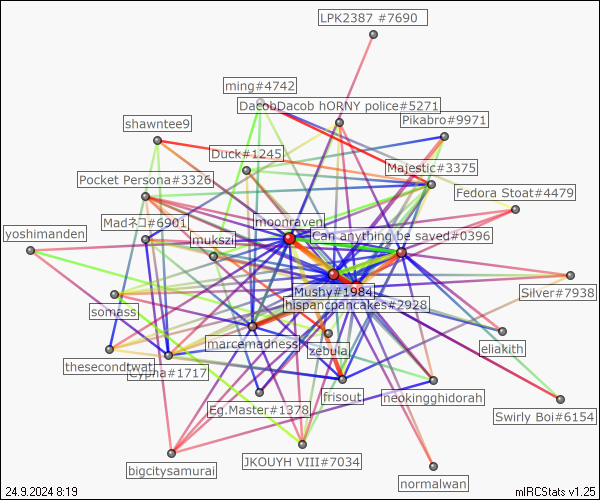 LPK2387 #7690
ming#4742
DacobDacob hORNY police#5271
Pikabro#9971
shawntee9
Duck#1245
Majestic#3375
Pocket Persona#3326
Fedora Stoat#4479
Madネコ#6901
moonraven
yoshimanden
mukszi
Can anything be saved#0396
Mushy#1984
Silver#7938
hispancpancakes#2928
somass
marcemadness
zebula
eliakith
thesecondtwat
Cypha#1717
frisout
neokingghidorah
Eg.Master#1378
Swirly Boi#6154
JKOUYH VIII#7034
bigcitysamurai
normalwan
24.9.2024 8:19
mIRCStats v1.25